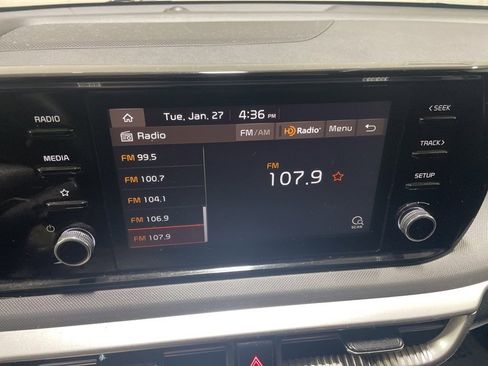 RADIO
MEDIA
Tue, Jan. 27 4:36 PM
Radio FM/AM HD Radio Menu
FM 99.5
FM 100.7
FM 104.1
FM 106.9
FM 107.9
FM
107.9
SCAN
< SEEK
TRACK >
SETUP